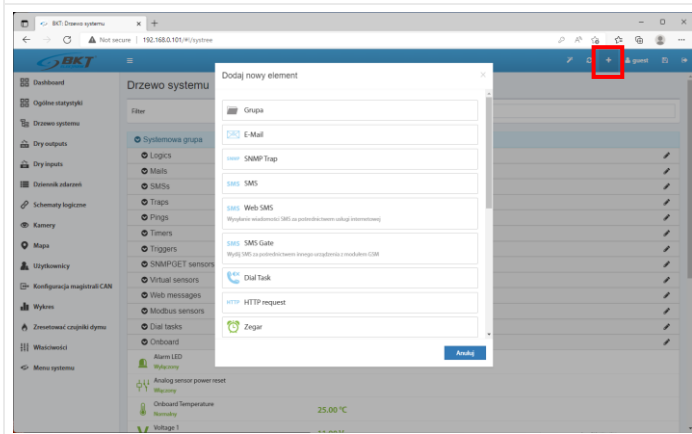 BKT: Drzewo systemu
Not secure | 192.168.0.101/#!/systree
BKT
guest
Dashboard
Ogólne statystyki
Drzewo systemu
Dry outputs
Dry inputs
Dziennik zdarzeń
Schematy logiczne
Kamery
Mapa
Użytkownicy
Konfiguracja magistrali CAN
Wykres
Zresetować czujniki dymu
Właściwości
Menu systemu
Drzewo systemu
Filter
Systemowa grupa
Logics
Mails
SMSs
Traps
Pings
Timers
Triggers
SNMPGET sensors
Virtual sensors
Web messages
Modbus sensors
Dial tasks
Onboard
Alarm LED
Wyłączony
Analog sensor power reset
Włączony
Onboard Temperature
Normalny
25.00 °C
Voltage 1
Dodaj nowy element
Grupa
E-Mail
SNMP Trap
SMS SMS
SMS Web SMS
Wysyłanie wiadomości SMS za pośrednictwem usługi internetowej
SMS SMS Gate
Wyślij SMS za pośrednictwem innego urządzenia z modułem GSM
Dial Task
HTTP HTTP request
Zegar
Anuluj